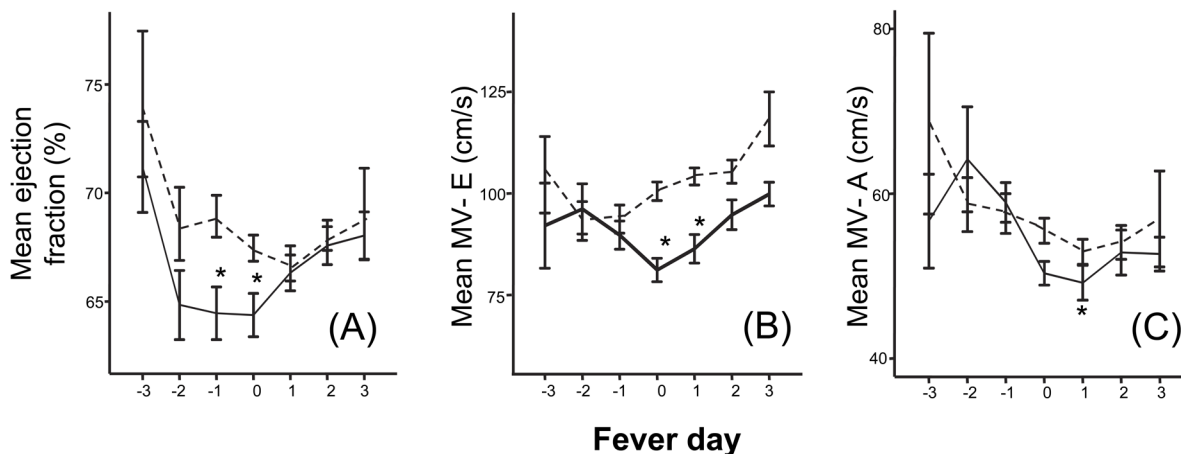 Mean ejection
fraction (%)
75
70
65
-3 -2 -1 0 1 2 3
* *
(A)
Mean MV- E (cm/s)
125
100
75
-3 -2 -1 0 1 2 3
* *
(B)
Mean MV- A (cm/s)
80
60
40
-3 -2 -1 0 1 2 3
*
(C)
Fever day